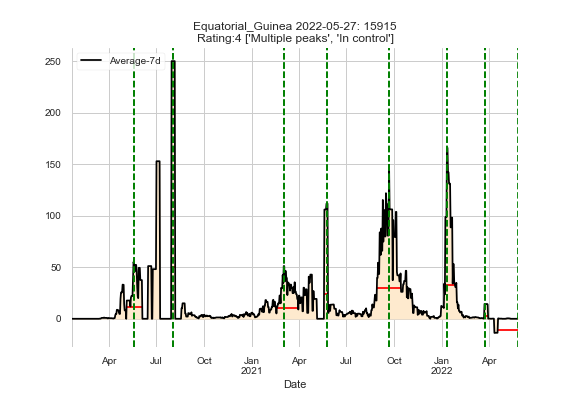 Equatorial_Guinea 2022-05-27: 15915
Rating:4 ['Multiple peaks', 'In control']
Average-7d
250
200
150
100
50
0
Apr Jul Oct Jan Apr Jul Oct Jan Apr
2021 2022
Date